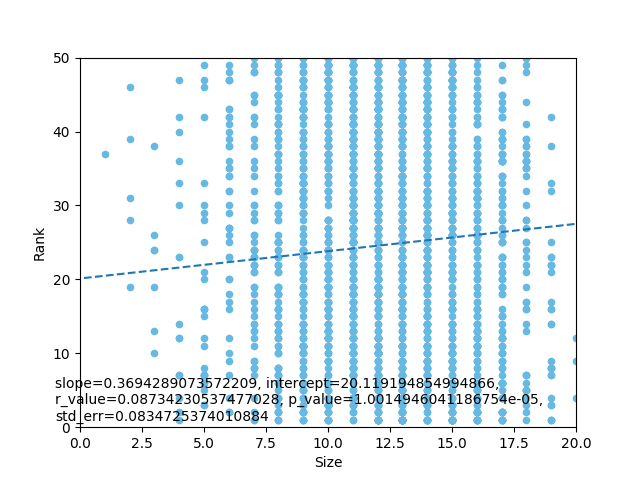 50
40
30
20
10
0
Rank
slope=0.3694289073572209, intercept=20.119194854994866,
r_value=0.08734230537477028, p_value=1.0014946041186754e-05,
std_err=0.0834725374010884
0.0 2.5 5.0 7.5 10.0 12.5 15.0 17.5 20.0
Size